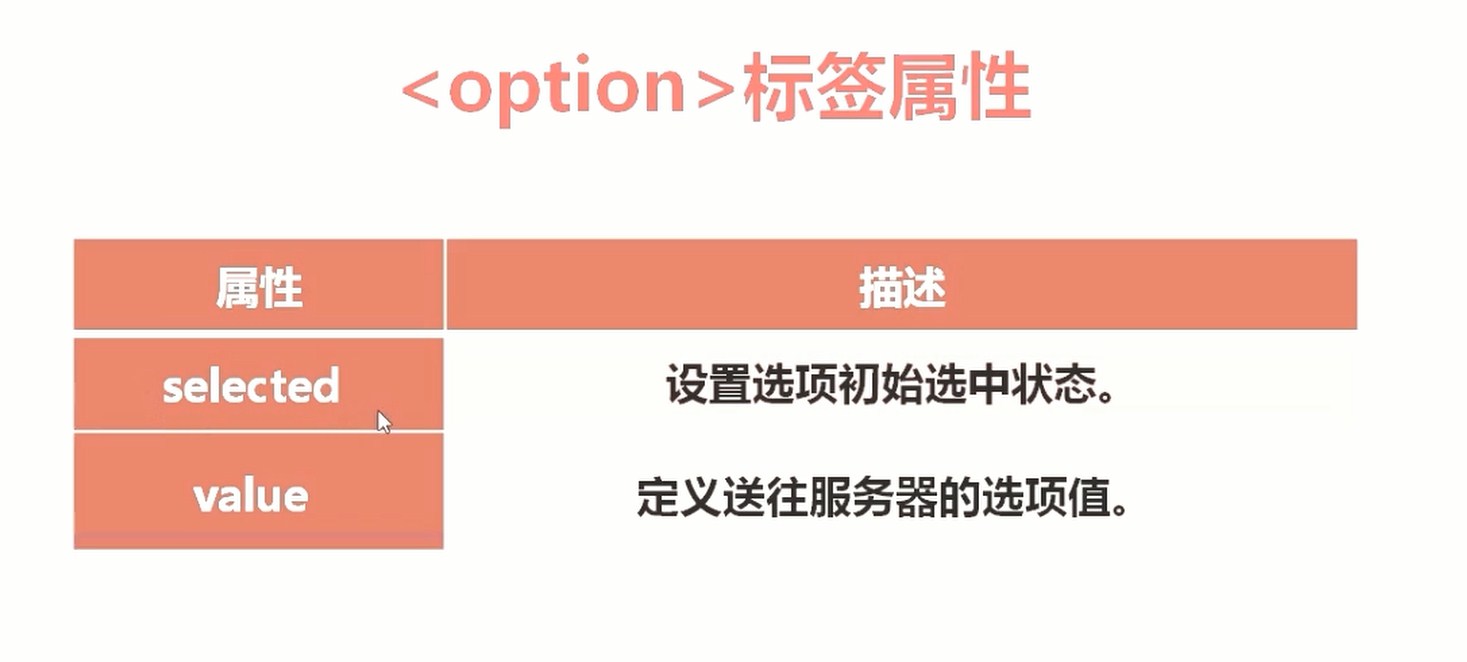 <option>标签属性
属性 描述
selected 设置选项初始选中状态。
value 定义送往服务器的选项值。